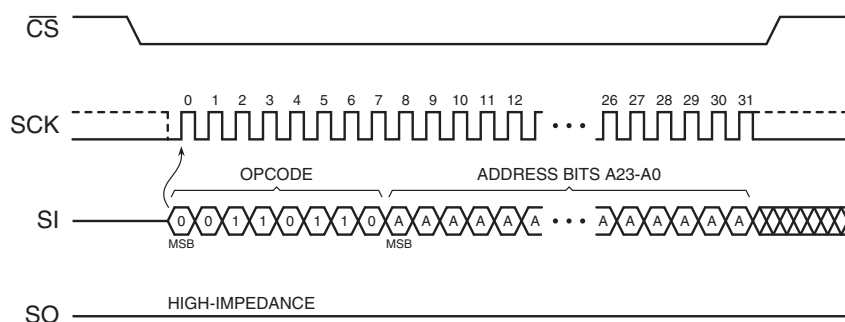 CS
0 1 2 3 4 5 6 7 8 9 10 11 12 26 27 28 29 30 31
SCK
OPCODE ADDRESS BITS A23-A0
SI 0 0 1 1 0 1 1 0 A A A A A A A A A A A A
MSB MSB
HIGH-IMPEDANCE
SO